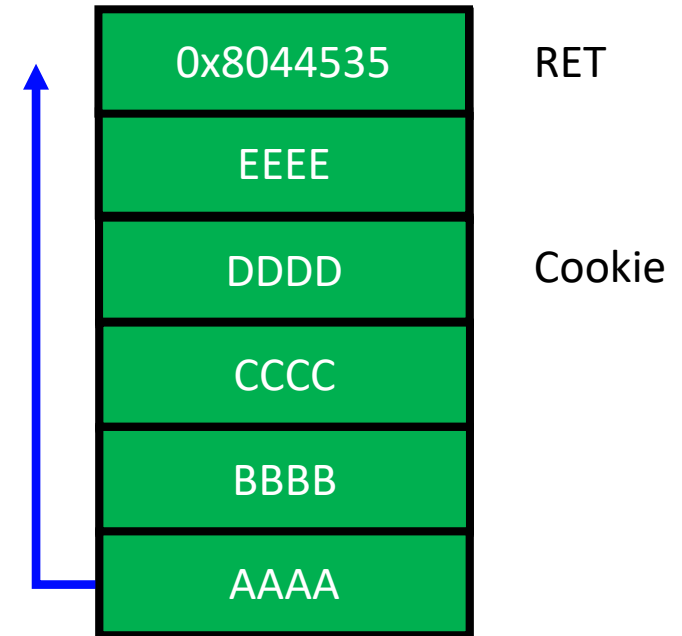 0x8044535 RET
EEEE
DDDD Cookie
CCCC
BBBB
AAAA